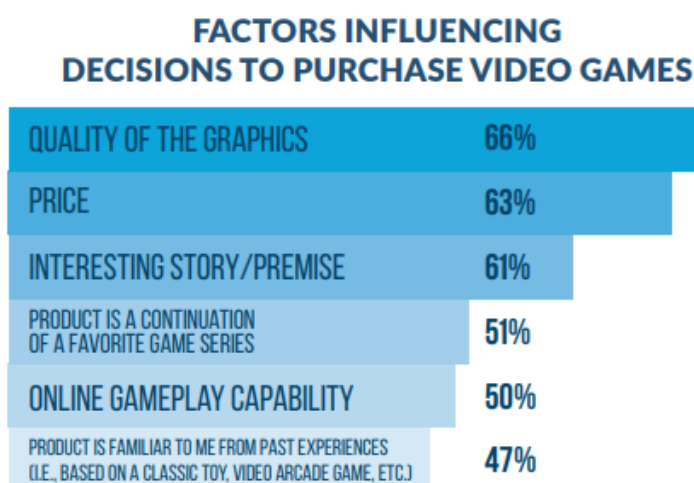 FACTORS INFLUENCING
DECISIONS TO PURCHASE VIDEO GAMES
QUALITY OF THE GRAPHICS 66%
PRICE 63%
INTERESTING STORY/PREMISE 61%
PRODUCT IS A CONTINUATION
OF A FAVORITE GAME SERIES 51%
ONLINE GAMEPLAY CAPABILITY 50%
PRODUCT IS FAMILIAR TO ME FROM PAST EXPERIENCES
(I.E., BASED ON A CLASSIC TOY, VIDEO ARCADE GAME, ETC.) 47%